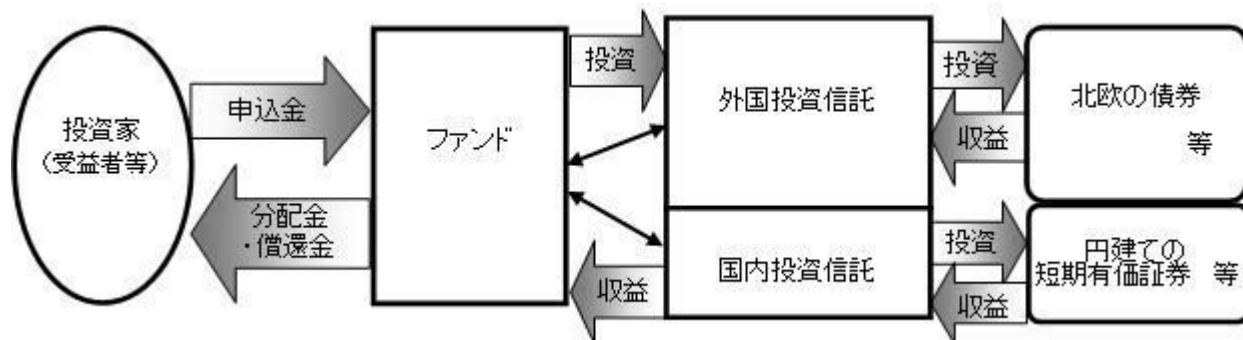 投資家
（受益者等）
申込金
分配金
・償還金
ファンド
投資
収益
外国投資信託
国内投資信託
投資
収益
北欧の債券
等
投資
収益
円建ての
短期有価証券　等